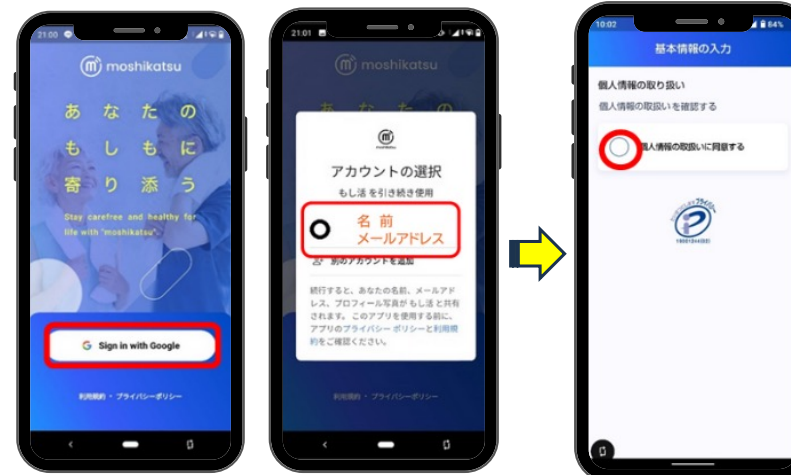 21:00
moshikatsu
あなたの
もしもに
寄り添う
Stay carefree and healthy for
life with "moshikatsu".
Sign in with Google
利用規約 ・ プライバシーポリシー
21:01
moshikatsu
アカウントの選択
もし活 を引き続き使用
名 前
メールアドレス
別のアカウントを追加
続行すると、あなたの名前、メールアド
レス、プロフィール写真が もし活 と共有
されます。このアプリを使用する前に、
アプリのプライバシー ポリシーと利用規
約をご確認ください。
利用規約 ・ プライバシーポリシー
10:02
84%
基本情報の入力
個人情報の取り扱い
個人情報の取扱い を確認する
個人情報の取扱いに同意する